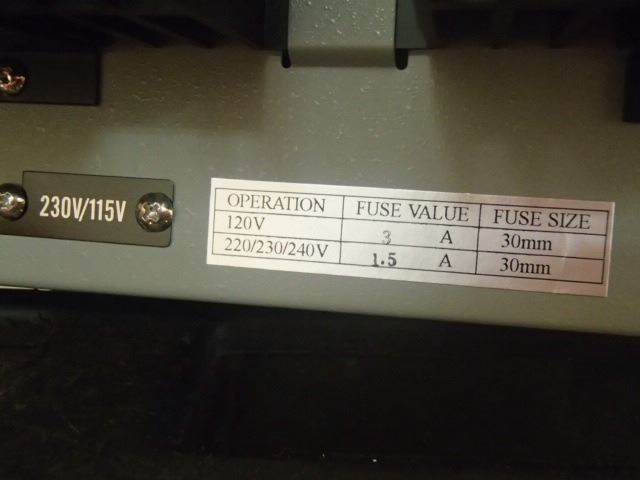 230V/115V
OPERATION FUSE VALUE FUSE SIZE
120V 3 A 30mm
220/230/240V 1.5 A 30mm